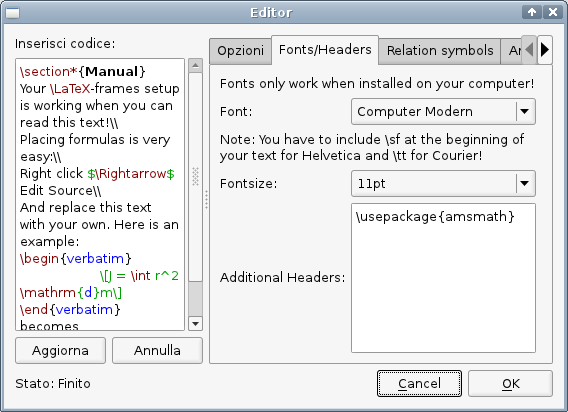 Editor
Inserisci codice:
\section*{Manual}
Your \LaTeX-frames setup
is working when you can
read this text!\\
Placing formulas is very
easy:\\
Right click $\Rightarrow$
Edit Source\\
And replace this text
with your own. Here is an
example:
\begin{verbatim}
\[J = \int r^2
\mathrm{d}m\]
\end{verbatim}
becomes
Aggiorna
Annulla
Stato: Finito
Opzioni
Fonts/Headers
Relation symbols
Fonts only work when installed on your computer!
Font:
Computer Modern
Note: You have to include \sf at the beginning of
your text for Helvetica and \tt for Courier!
Fontsize:
11pt
Additional Headers:
\usepackage{amsmath}
Cancel
OK